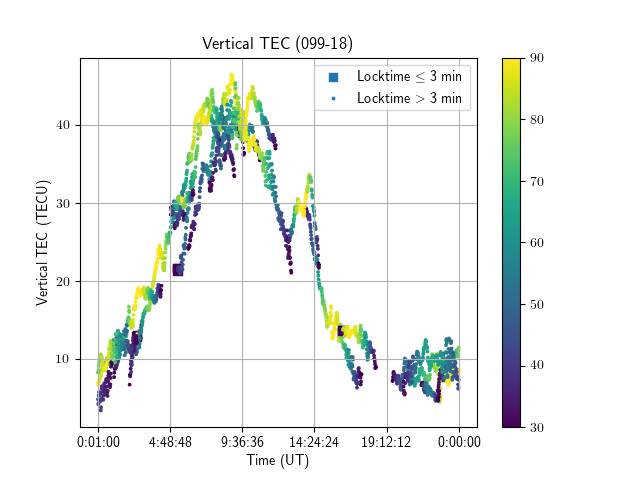 Vertical TEC (099-18)
Locktime ≤ 3 min
Locktime > 3 min
Vertical TEC (TECU)
40
30
20
10
0:01:00 4:48:48 9:36:36 14:24:24 19:12:12 0:00:00
Time (UT)
90
80
70
60
50
40
30